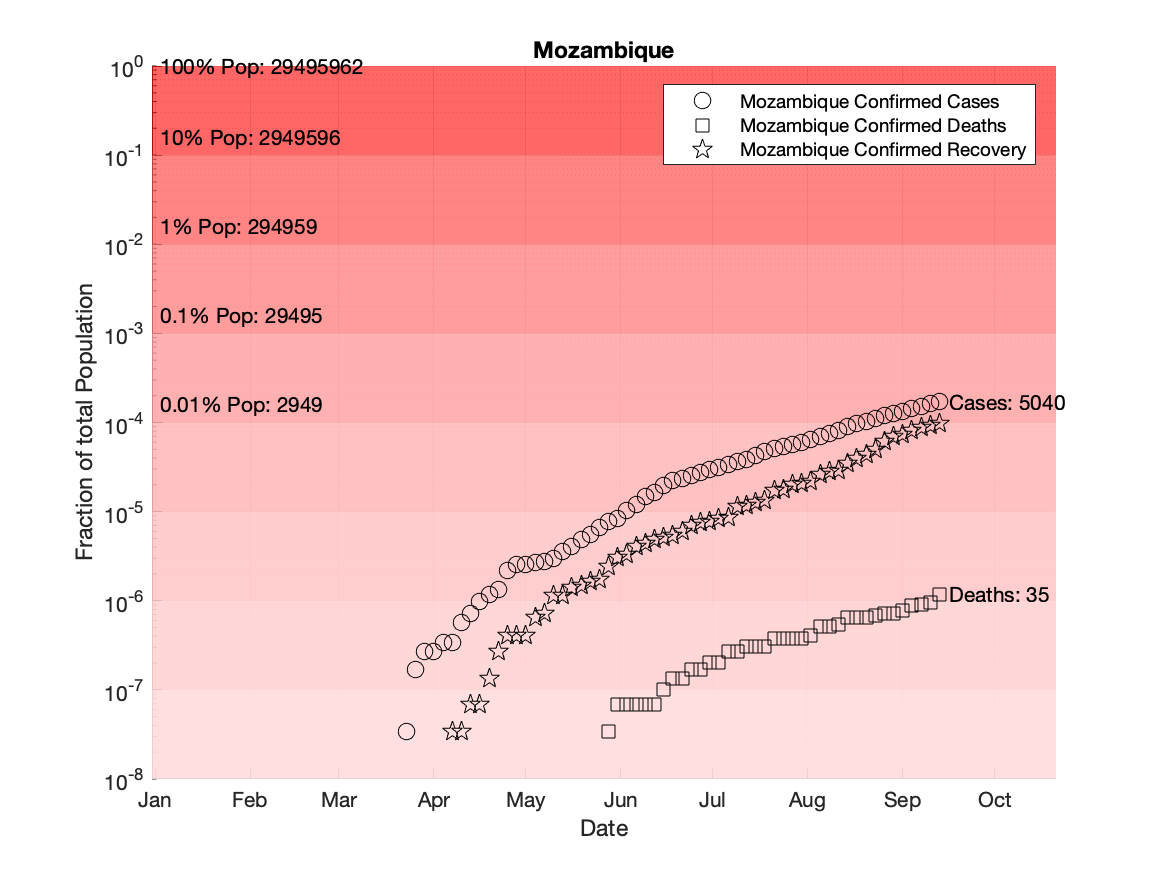 Mozambique
10^0
100% Pop: 29495962
Mozambique Confirmed Cases
Mozambique Confirmed Deaths
Mozambique Confirmed Recovery
10% Pop: 2949596
10^-1
1% Pop: 294959
10^-2
0.1% Pop: 29495
10^-3
0.01% Pop: 2949
Cases: 5040
10^-4
10^-5
Deaths: 35
10^-6
10^-7
10^-8
Fraction of total Population
Jan Feb Mar Apr May Jun Jul Aug Sep Oct
Date